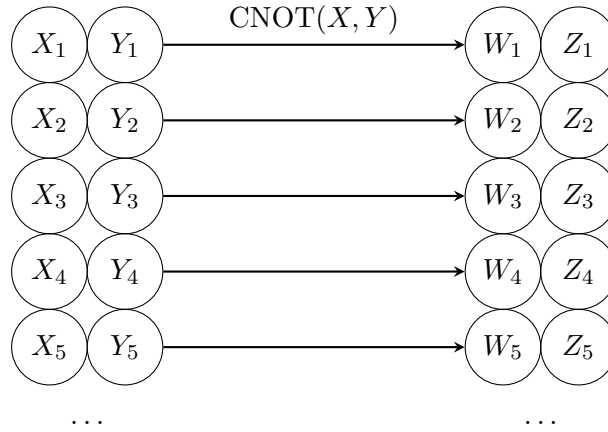 CNOT(X, Y)
X₁ Y₁ W₁ Z₁
X₂ Y₂ W₂ Z₂
X₃ Y₃ W₃ Z₃
X₄ Y₄ W₄ Z₄
X₅ Y₅ W₅ Z₅
... ...